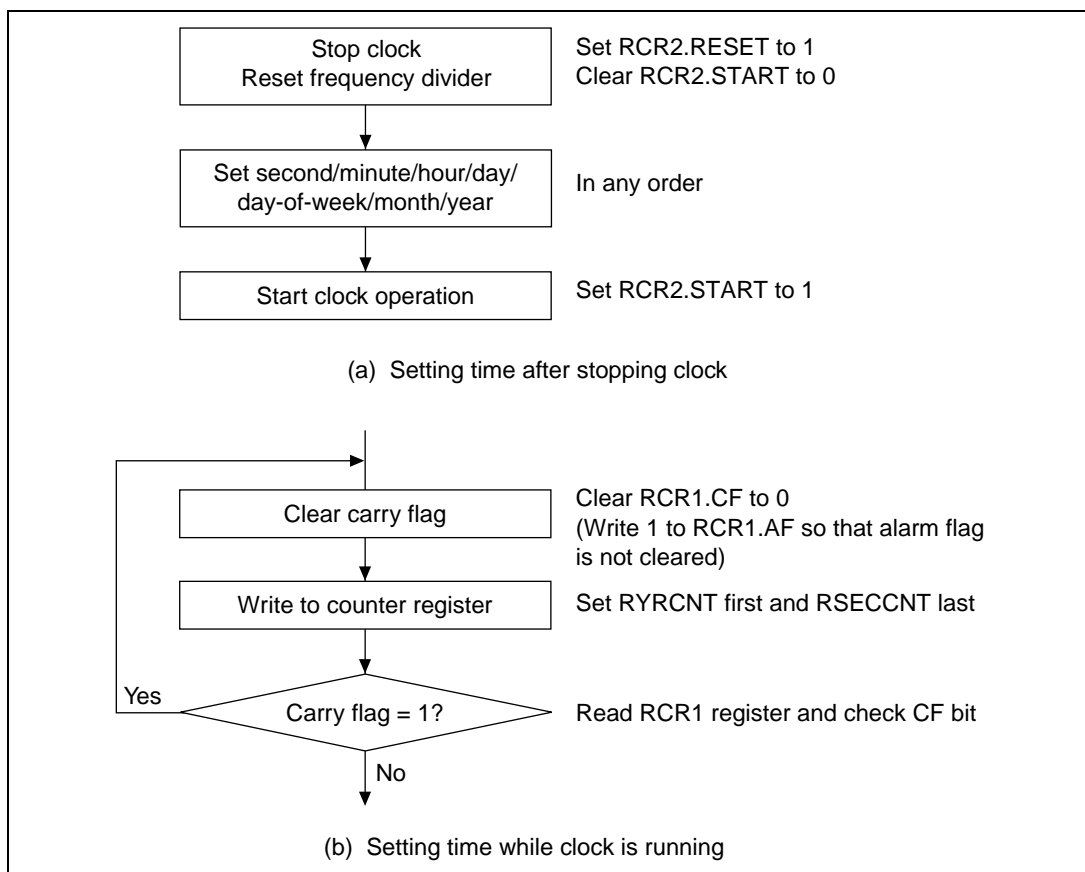 Stop clock
Reset frequency divider
Set RCR2.RESET to 1
Clear RCR2.START to 0
Set second/minute/hour/day/
day-of-week/month/year
In any order
Start clock operation
Set RCR2.START to 1
(a) Setting time after stopping clock
Clear carry flag
Clear RCR1.CF to 0
(Write 1 to RCR1.AF so that alarm flag
is not cleared)
Write to counter register
Set RYRCNT first and RSECCNT last
Yes
Carry flag = 1?
Read RCR1 register and check CF bit
No
(b) Setting time while clock is running